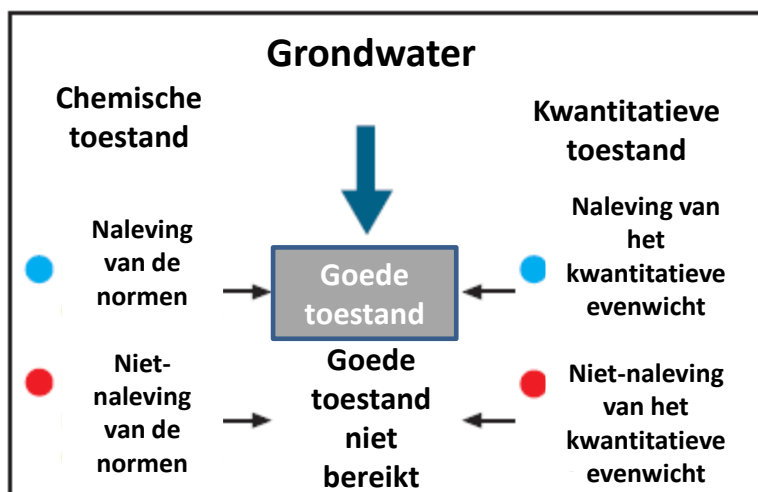 Grondwater
Chemische
toestand
Kwantitatieve
toestand
Naleving
van de
normen
Goede
toestand
Naleving van
het
kwantitatieve
evenwicht
Niet-
naleving
van de
normen
Goede
toestand
niet
bereikt
Niet-naleving
van het
kwantitatieve
evenwicht